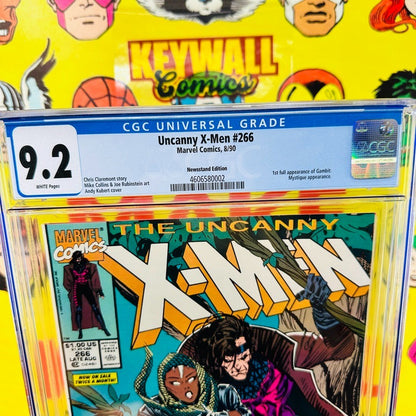 KEYWALL
Comics
CGC UNIVERSAL GRADE
9.2
WHITE Pages
Uncanny X-Men #266
Marvel Comics, 8/90
Newsstand Edition
Chris Claremont story
Mike Collins & Joe Rubinstein art
Andy Kubert cover
4606580002
1st full appearance of Gambit.
Mystique appearance.
CGC
MARVEL
COMICS
THE UNCANNY
X-MEN
$1.00 US
266
LATE AUG
NOW ON SALE
TWICE A MONTH!